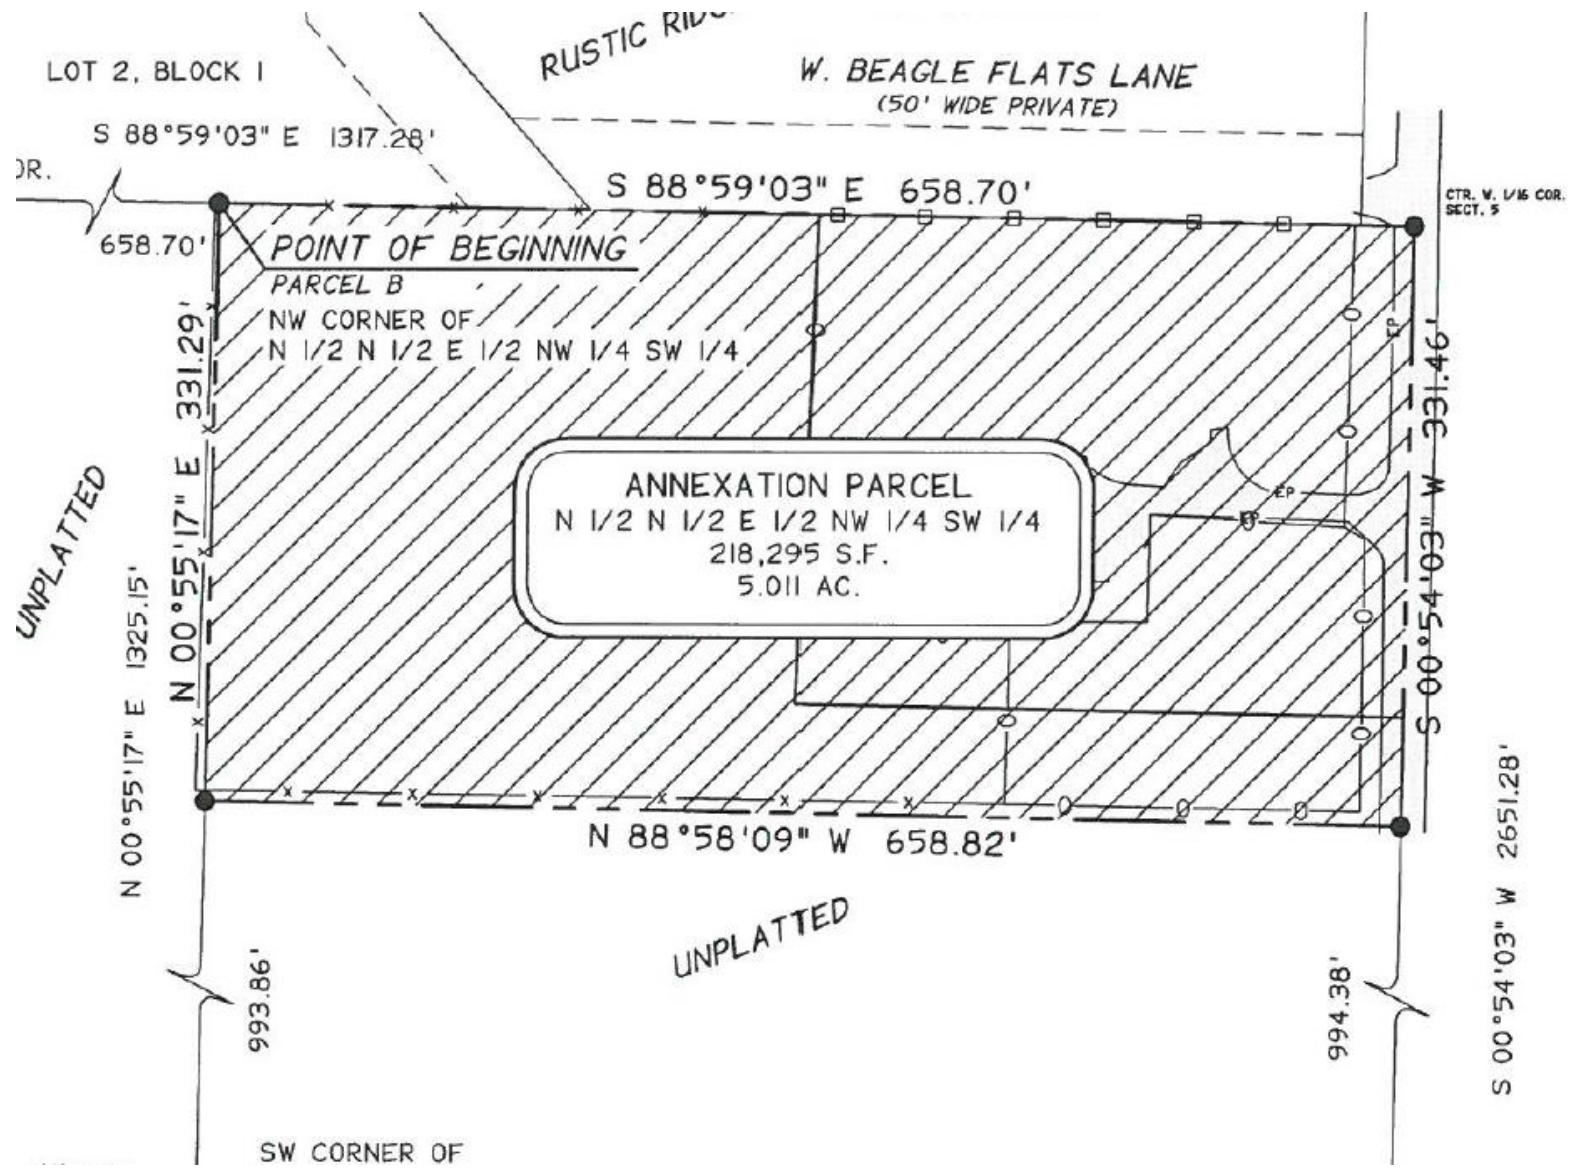 RUSTIC
LOT 2, BLOCK 1
W. BEAGLE FLATS LANE
(50' WIDE PRIVATE)
S 88°59'03" E 1317.28'
OR.
S 88°59'03" E 658.70'
CTR. W. 1/16 COR.
SECT. 5
658.70'
POINT OF BEGINNING
PARCEL B
NW CORNER OF
N 1/2 N 1/2 E 1/2 NW 1/4 SW 1/4
N 00°55'17" E 331.29'
S 00°54'03" W 331.46'
EP
EP
EP
ANNEXATION PARCEL
N 1/2 N 1/2 E 1/2 NW 1/4 SW 1/4
218,295 S.F.
5.011 AC.
UNPLATTED
N 00°55'17" E 1325.15'
N 88°58'09" W 658.82'
UNPLATTED
S 00°54'03" W 2651.28'
993.86'
994.38'
SW CORNER OF